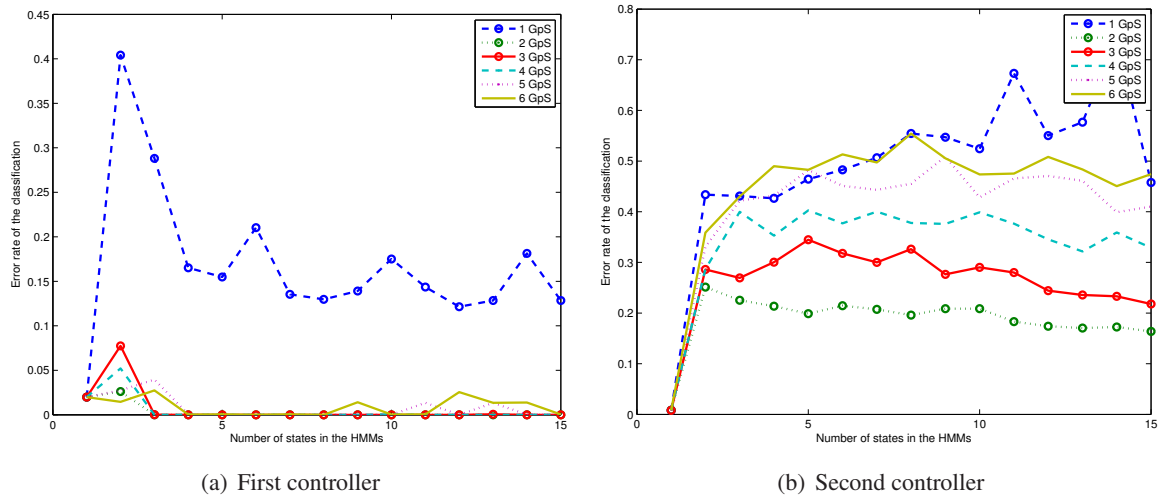 0.45
0.4
0.35
0.3
0.25
0.2
0.15
0.1
0.05
0
Error rate of the classification
0 5 10 15
Number of states in the HMMs
1 GpS
2 GpS
3 GpS
4 GpS
5 GpS
6 GpS
(a) First controller
0.8
0.7
0.6
0.5
0.4
0.3
0.2
0.1
0
Error rate of the classification
0 5 10 15
Number of states in the HMMs
1 GpS
2 GpS
3 GpS
4 GpS
5 GpS
6 GpS
(b) Second controller